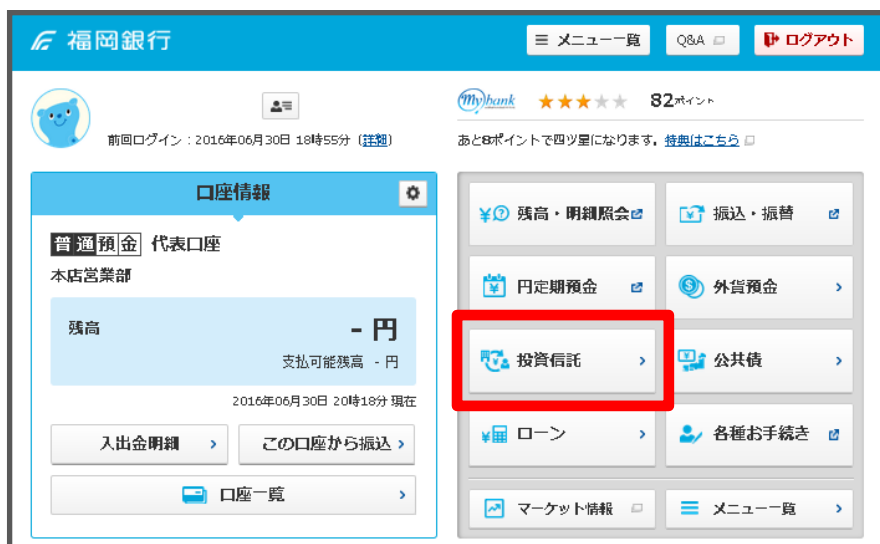 福岡銀行
メニュー一覧
Q&A
ログアウト
前回ログイン：2016年06月30日 18時55分（詳細）
Mybank ★★★★★ 82ポイント
あと8ポイントで四ツ星になります。特典はこちら
口座情報
普通預金 代表口座
本店営業部
残高
- 円
支払可能残高 - 円
2016年06月30日 20時18分 現在
入出金明細
この口座から振込
口座一覧
残高・明細照会
振込・振替
円定期預金
外貨預金
投資信託
公共債
ローン
各種お手続き
マーケット情報
メニュー一覧